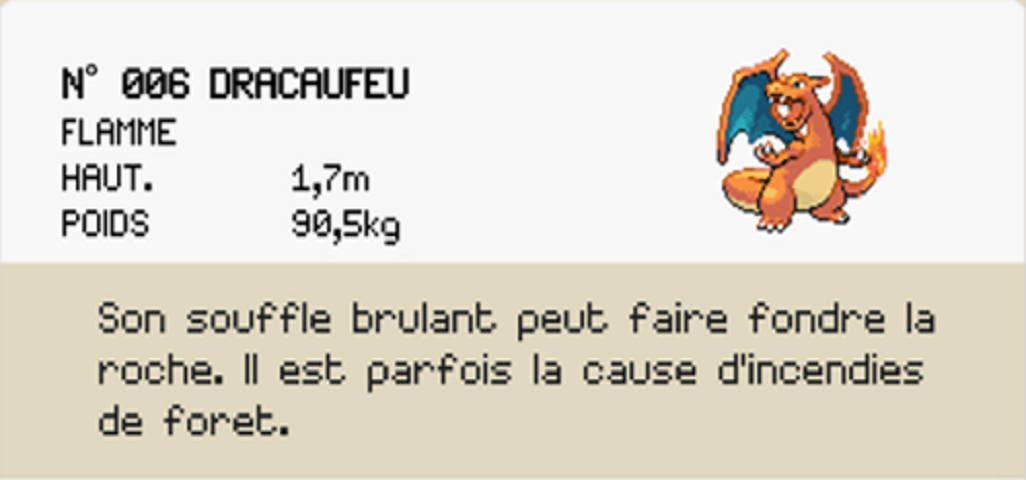 N° 006 DRACAUFEU
FLAMME
HAUT. 1,7m
POIDS 90,5kg
Son souffle brulant peut faire fondre la
roche. Il est parfois la cause d'incendies
de foret.